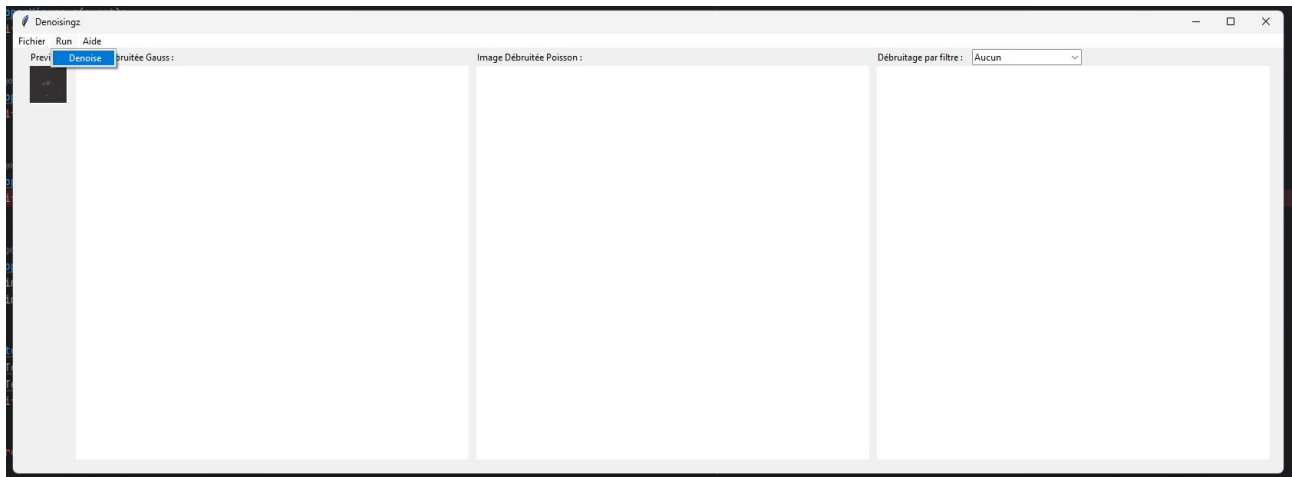 Denoisingz
Fichier Run Aide
Previ Denoise bruitée Gauss :
Image Débruitée Poisson :
Débruitage par filtre : Aucun